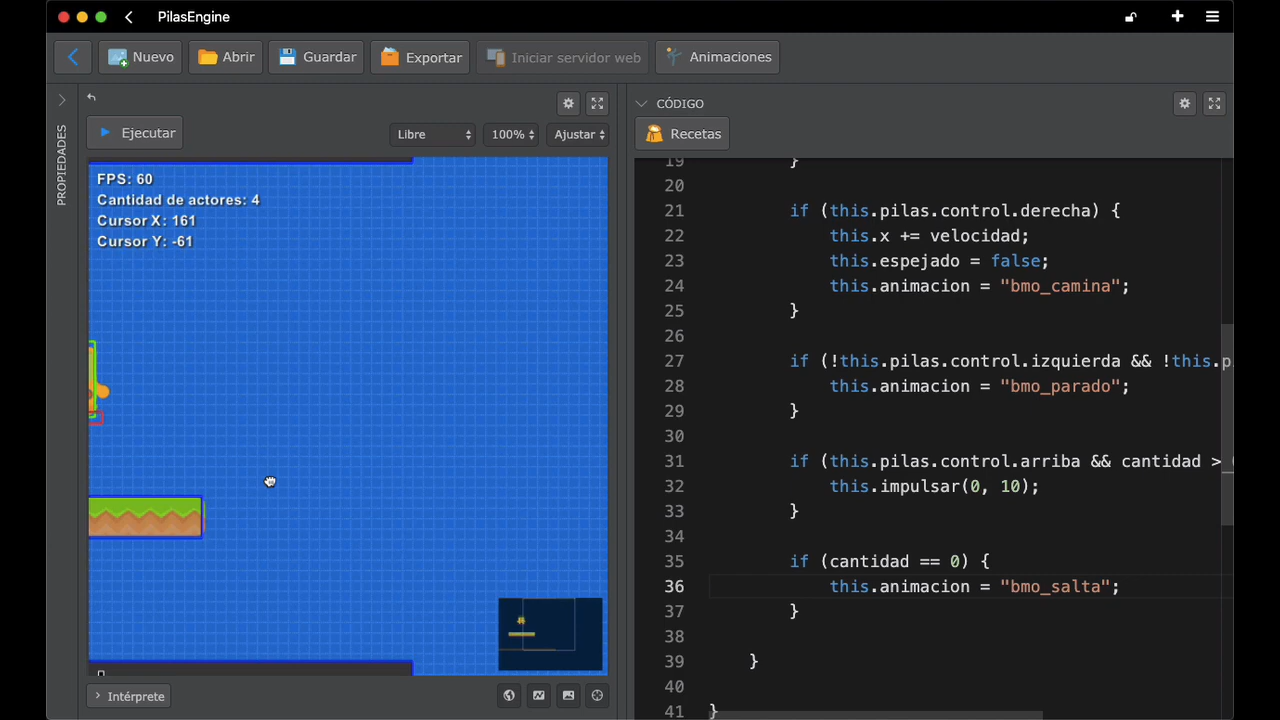 PilasEngine
Nuevo
Abrir
Guardar
Exportar
Iniciar servidor web
Animaciones
PROPIEDADES
Ejecutar
Libre
100%
Ajustar
FPS: 60
Cantidad de actores: 4
Cursor X: 161
Cursor Y: -61
Intérprete
CÓDIGO
Recetas
19 }
20
21 if (this.pilas.control.derecha) {
22 this.x += velocidad;
23 this.espejado = false;
24 this.animacion = "bmo_camina";
25 }
26
27 if (!this.pilas.control.izquierda && !this.p
28 this.animacion = "bmo_parado";
29 }
30
31 if (this.pilas.control.arriba && cantidad >
32 this.impulsar(0, 10);
33 }
34
35 if (cantidad == 0) {
36 this.animacion = "bmo_salta";
37 }
38
39 }
40
41 }